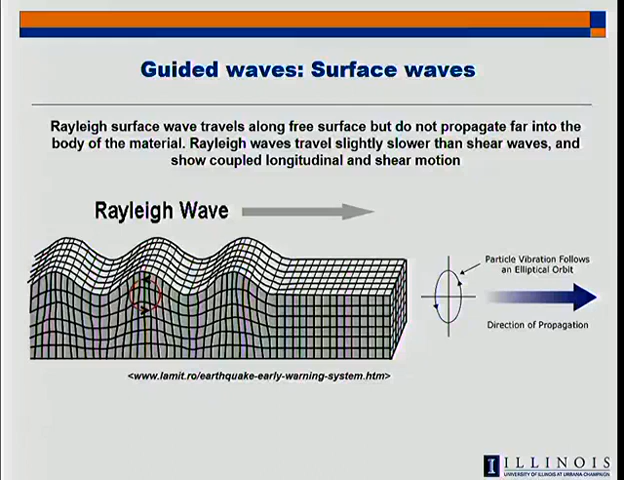 Guided waves: Surface waves
Rayleigh surface wave travels along free surface but do not propagate far into the
body of the material. Rayleigh waves travel slightly slower than shear waves, and
show coupled longitudinal and shear motion
Rayleigh Wave
Particle Vibration Follows
an Elliptical Orbit
Direction of Propagation
<www.lamit.ro/earthquake-early-warning-system.htm>
I ILLINOIS
UNIVERSITY OF ILLINOIS AT URBANA-CHAMPAIGN